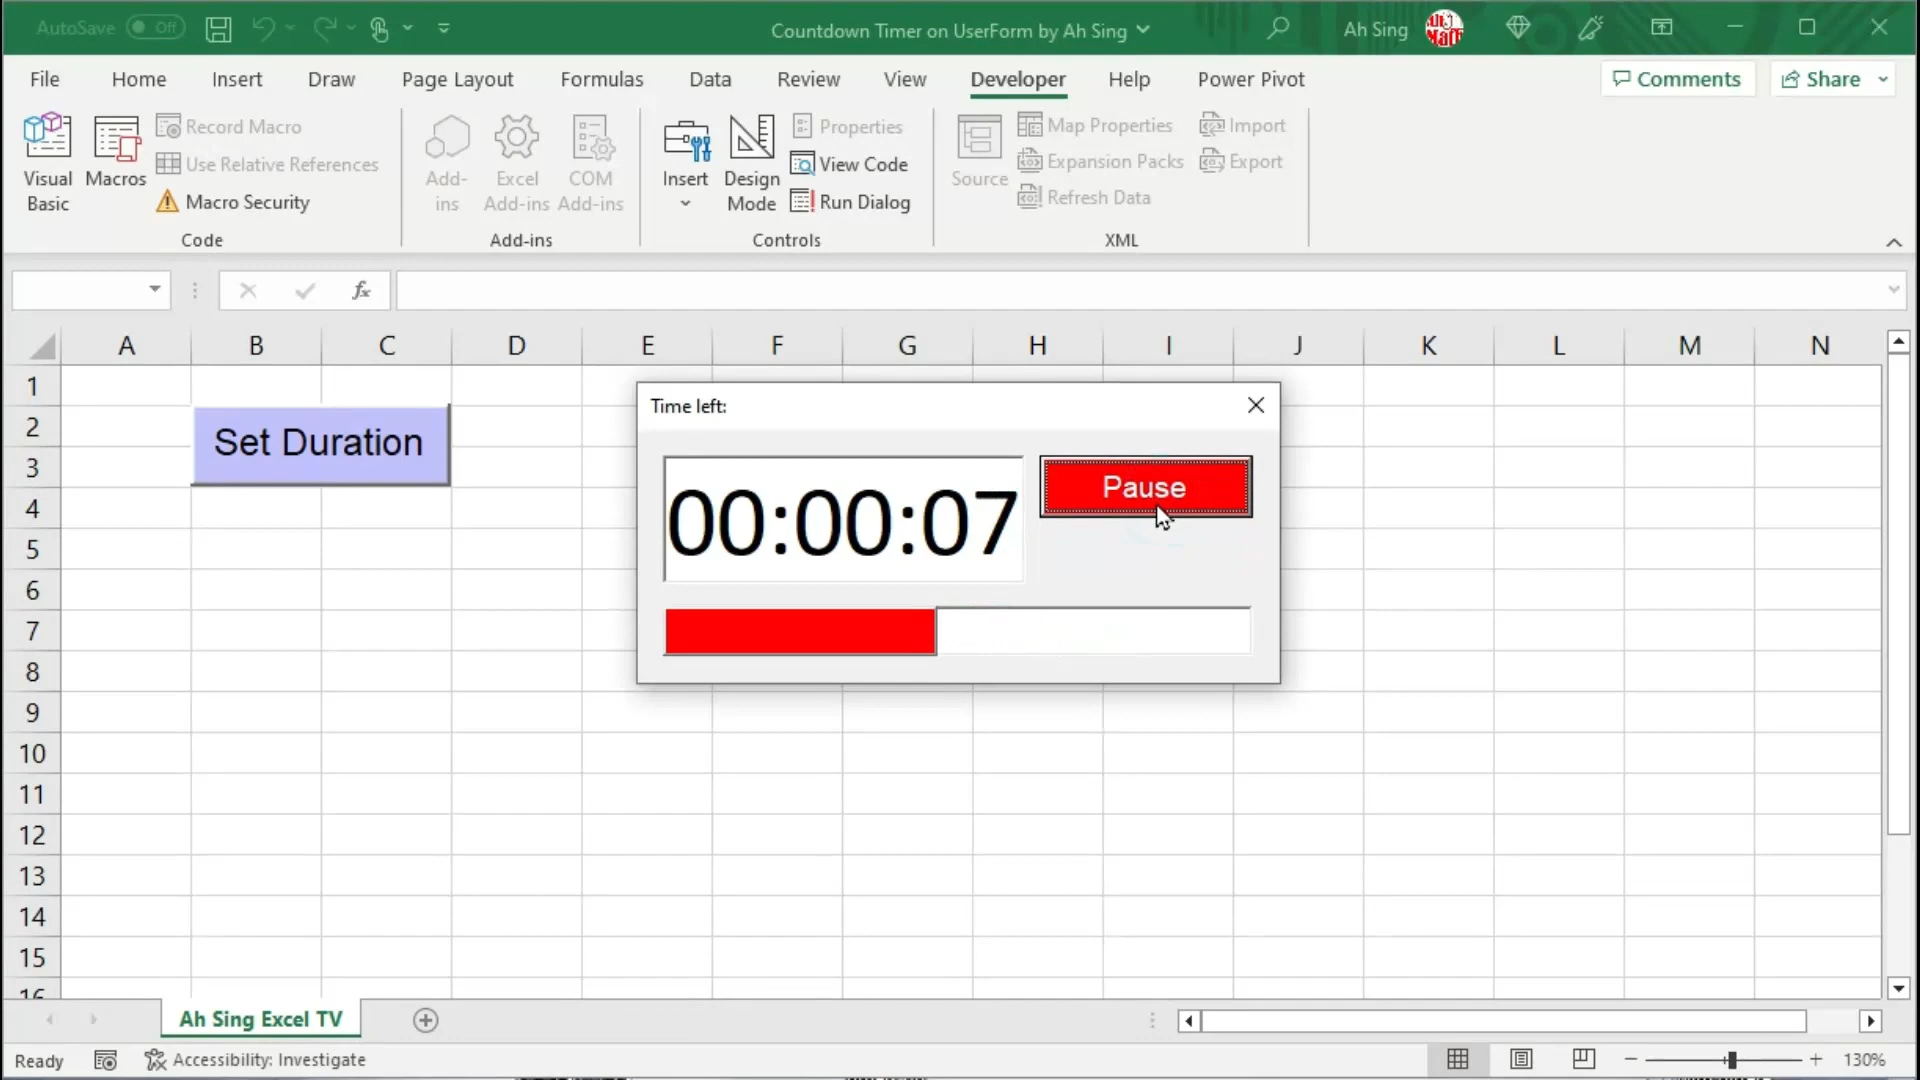 AutoSave Off
Countdown Timer on UserForm by Ah Sing
Ah Sing
File Home Insert Draw Page Layout Formulas Data Review View Developer Help Power Pivot
Comments Share
Visual Basic
Macros
Record Macro
Use Relative References
Macro Security
Code
Add-ins
Excel Add-ins
COM Add-ins
Add-ins
Insert
Design Mode
Properties
View Code
Run Dialog
Controls
Source
Map Properties
Expansion Packs
Refresh Data
Import
Export
XML
fx
A B C D E F G H I J K L M N
1
2
3
4
5
6
7
8
9
10
11
12
13
14
15
16
Set Duration
Time left:
00:00:07
Pause
Ah Sing Excel TV
Ready
Accessibility: Investigate
130%